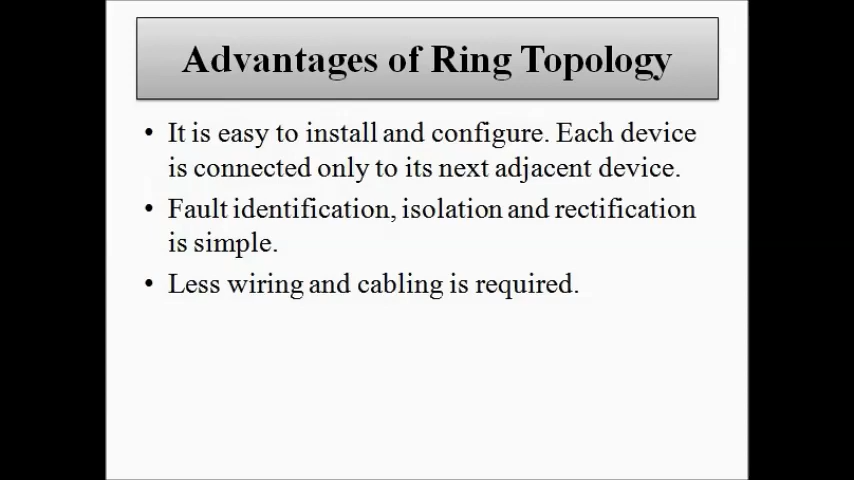 Advantages of Ring Topology
• It is easy to install and configure. Each device
is connected only to its next adjacent device.
• Fault identification, isolation and rectification
is simple.
• Less wiring and cabling is required.